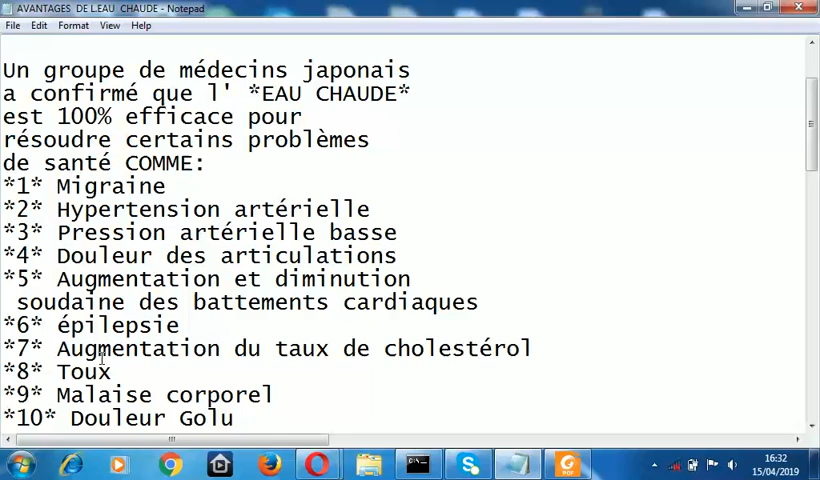 AVANTAGES DE L.EAU CHAUDE - Notepad
File Edit Format View Help
Un groupe de médecins japonais
a confirmé que l' *EAU CHAUDE*
est 100% efficace pour
résoudre certains problèmes
de santé COMME:
*1* Migraine
*2* Hypertension artérielle
*3* Pression artérielle basse
*4* Douleur des articulations
*5* Augmentation et diminution
soudaine des battements cardiaques
*6* épilepsie
*7* Augmentation du taux de cholestérol
*8* Toux
*9* Malaise corporel
*10* Douleur Golu
PDF
16:32
15/04/2019